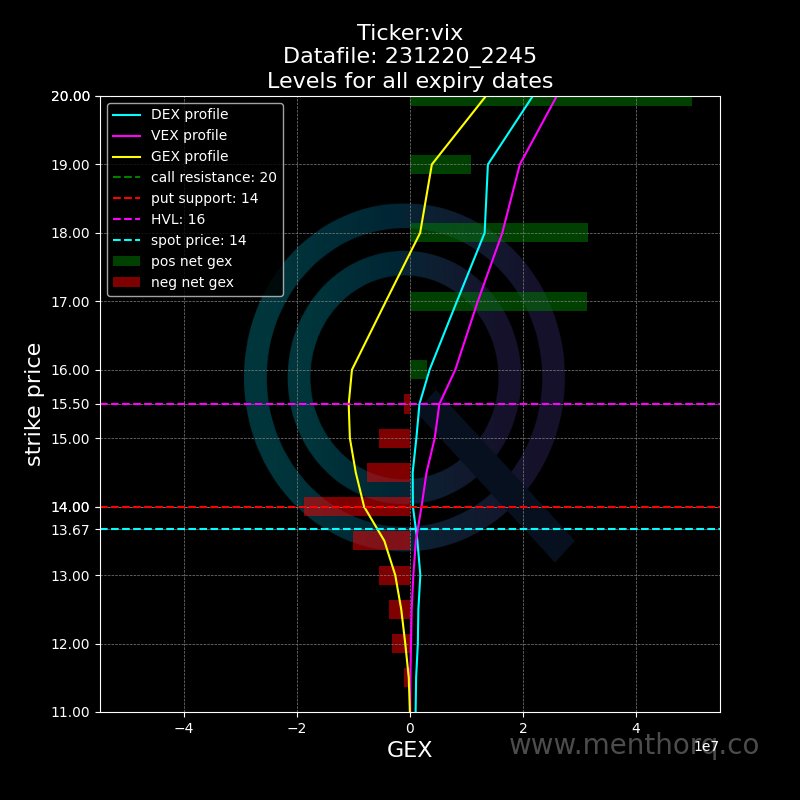 Ticker:vix
Datafile: 231220_2245
Levels for all expiry dates
DEX profile
VEX profile
GEX profile
call resistance: 20
put support: 14
HVL: 16
spot price: 14
pos net gex
neg net gex
strike price
20.00
19.00
18.00
17.00
16.00
15.50
15.00
14.00
13.67
13.00
12.00
11.00
−4
−2
0
2
4
1e7
GEX
www.menthorq.co